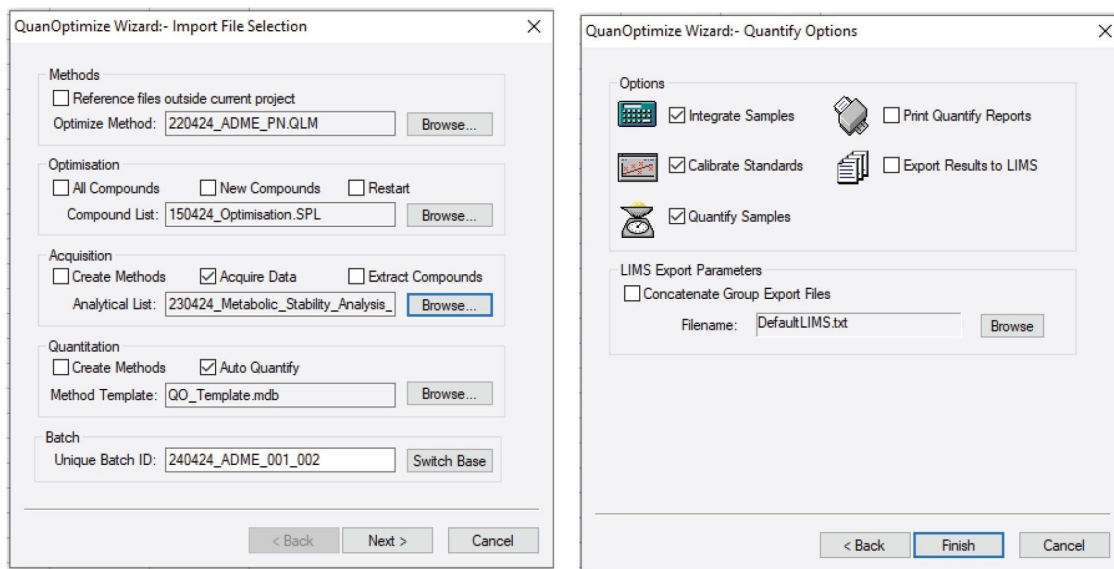 QuanOptimize Wizard:- Import File Selection
Methods
Reference files outside current project
Optimize Method: 220424_ADME_PN.QLM Browse...
Optimisation
All Compounds New Compounds Restart
Compound List: 150424_Optimisation.SPL Browse...
Acquisition
Create Methods Acquire Data Extract Compounds
Analytical List: 230424_Metabolic_Stability_Analysis_ Browse...
Quantitation
Create Methods Auto Quantify
Method Template: QO_Template.mdb Browse...
Batch
Unique Batch ID: 240424_ADME_001_002 Switch Base
< Back Next > Cancel
QuanOptimize Wizard:- Quantify Options
Options
Integrate Samples Print Quantify Reports
Calibrate Standards Export Results to LIMS
Quantify Samples
LIMS Export Parameters
Concatenate Group Export Files
Filename: DefaultLIMS.txt Browse
< Back Finish Cancel